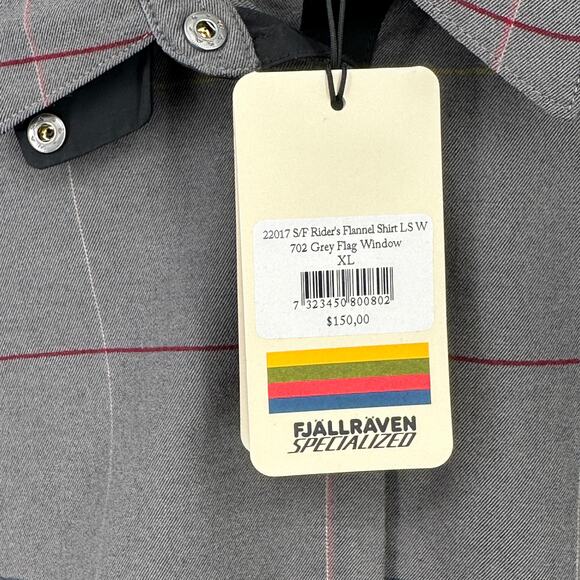 22017 S/F Rider's Flannel Shirt LS W
702 Grey Flag Window
XL
7 323450 800802
$150,00
FJÄLLRÄVEN
SPECIALIZED